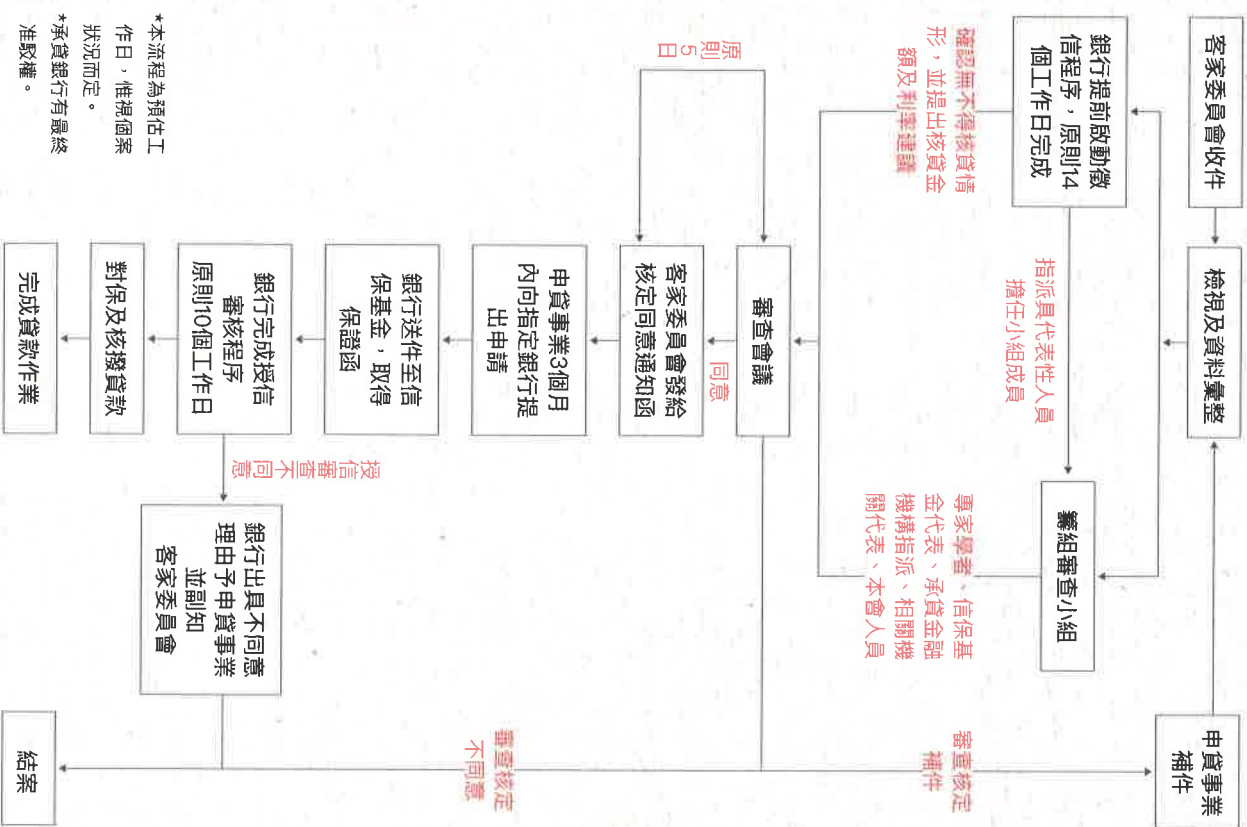 客家委員會收件
檢視及資料彙整
申貸事業
補件
銀行提前啟動徵
信程序，原則14
個工作日完成
指派具代表性人員
擔任小組成員
籌組審查小組
確認無不得核貸情
形，並提出核貸金
額及利率建議
專家學者、信保基
金代表、承貸金融
機構指派、相關機
關代表、本會人員
審查會議
審查核定
補件
原則5日
同意
客家委員會發給
核定同意通知函
申貸事業3個月
內向指定銀行提
出申請
銀行送件至信
保基金，取得
保證函
審查核定
不同意
銀行完成授信
審核程序
原則10個工作日
授信審查不同意
銀行出具不同意
理由予申貸事業
並副知
客家委員會
對保及核撥貸款
完成貸款作業
結案
*本流程為預估工
作日，惟視個案
狀況而定。
*承貸銀行有最終
准駁權。